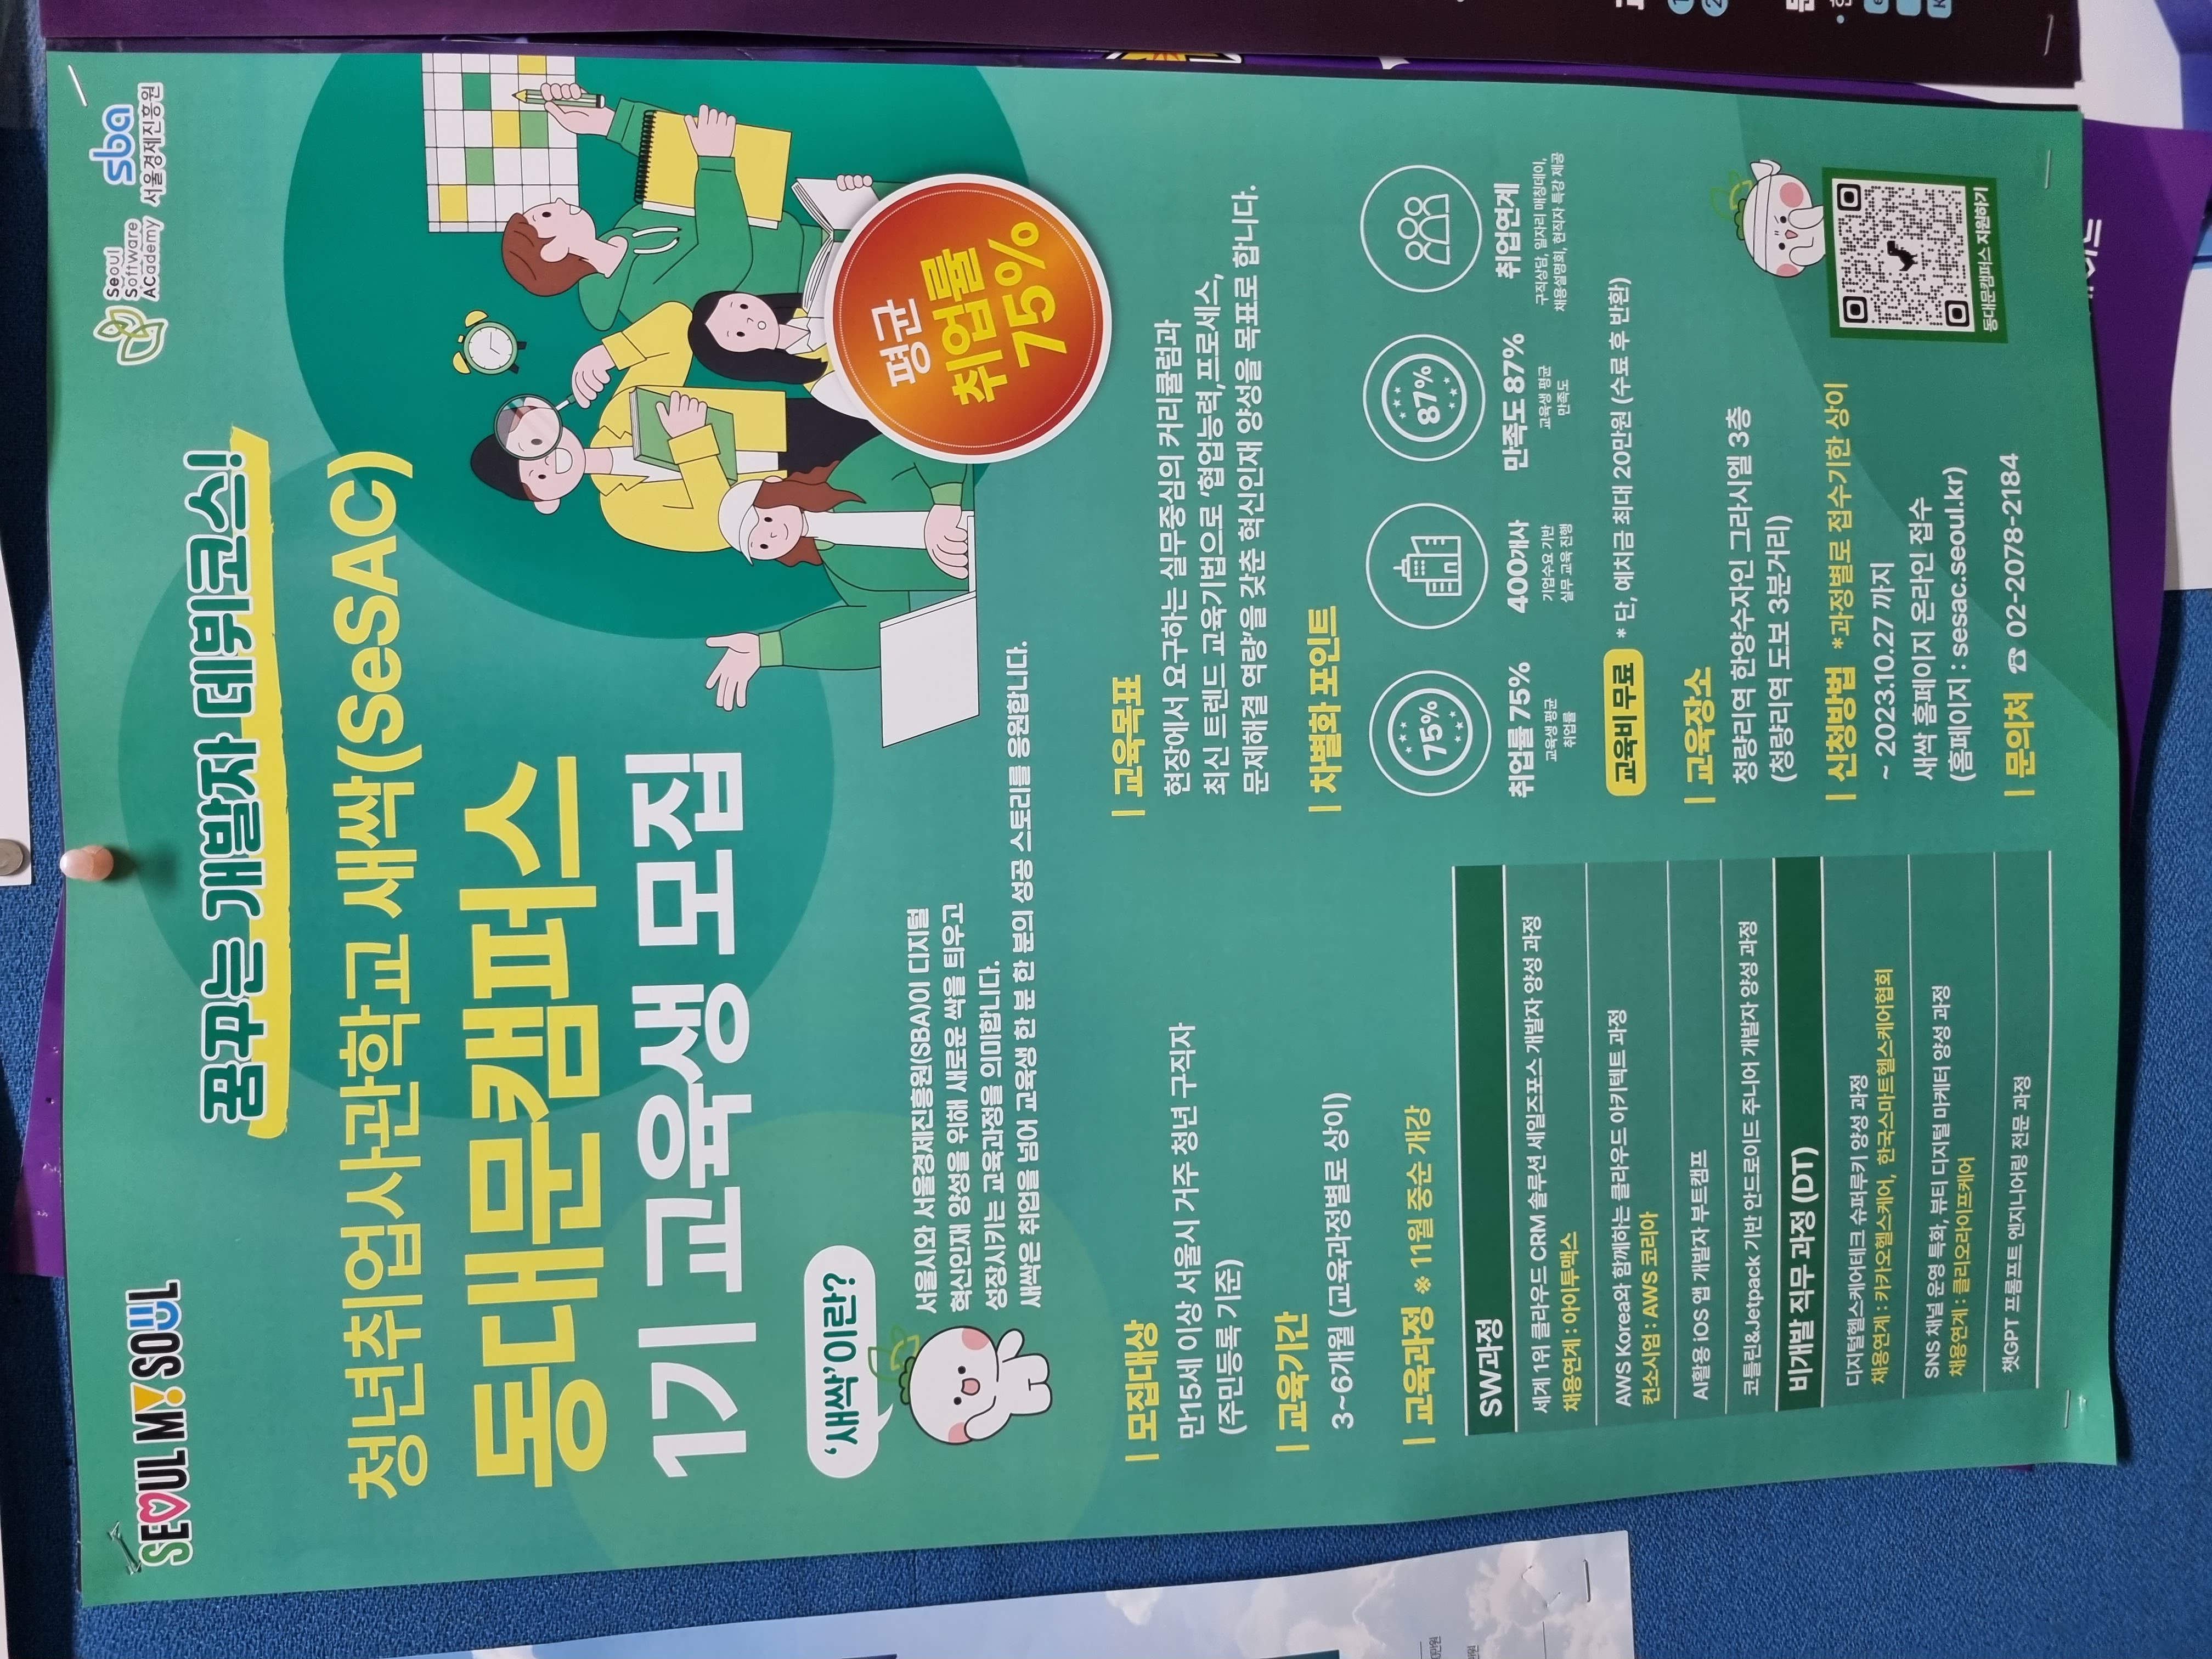 SEOUL MY SOUL
Seoul
Software
ACademy
sba
서울경제진흥원
꿈꾸는 개발자 데뷔코스!
청년취업사관학교 새싹(SeSAC)
동대문캠퍼스
1기 교육생 모집
'새싹'이란?
서울시와 서울경제진흥원(SBA)이 디지털
혁신인재 양성을 위해 새로운 싹을 틔우고
성장시키는 교육과정을 의미합니다.
새싹은 취업을 넘어 교육생 한 분 한 분의 성공 스토리를 응원합니다.
평균
취업률
75%
모집대상
만15세 이상 서울시 거주 청년 구직자
(주민등록 기준)
교육기간
3~6개월 (교육과정별로 상이)
교육과정 ※ 11월 중순 개강
SW과정
세계 1위 클라우드 CRM 솔루션 세일즈포스 개발자 양성 과정
채용연계 : 아이투맥스
AWS Korea와 함께하는 클라우드 아키텍트 과정
컨소시엄 : AWS 코리아
AI활용 iOS 앱 개발자 부트캠프
코틀린&Jetpack 기반 안드로이드 주니어 개발자 양성 과정
비개발 직무 과정 (DT)
디지털헬스케어테크 슈퍼루키 양성 과정
채용연계 : 카카오헬스케어, 한국스마트헬스케어협회
SNS 채널 운영 특화, 뷰티 디지털 마케터 양성 과정
채용연계 : 클리오라이프케어
챗GPT 프롬프트 엔지니어링 전문 과정
교육목표
현장에서 요구하는 실무중심의 커리큘럼과
최신 트렌드 교육기법으로 '협업능력,프로세스,
문제해결 역량'을 갖춘 혁신인재 양성을 목표로 합니다.
차별화 포인트
75%
87%
취업률 75%
교육생 평균
취업률
400개사
기업수요 기반
실무 교육 진행
만족도 87%
교육생 평균
만족도
취업연계
구직상담, 일자리 매칭데이,
채용설명회, 현직자 특강 제공
교육비 무료 * 단, 예치금 최대 20만원 (수료 후 반환)
교육장소
청량리역 한양수자인 그라시엘 3층
(청량리역 도보 3분거리)
신청방법 *과정별로 접수기한 상이
~ 2023.10.27 까지
새싹 홈페이지 온라인 접수
(홈페이지 : sesac.seoul.kr)
동대문캠퍼스 지원하기
문의처 ☎ 02-2078-2184